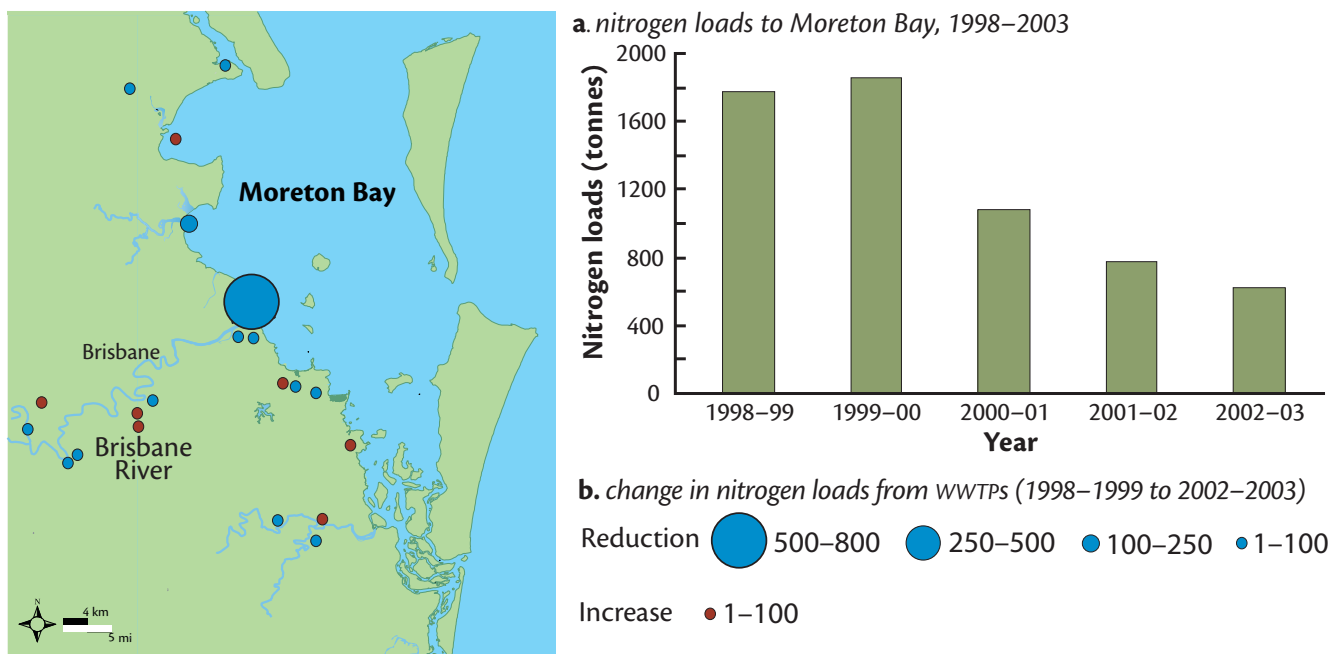 Moreton Bay
Brisbane
Brisbane
River
N
4 km
5 mi
a. nitrogen loads to Moreton Bay, 1998–2003
Nitrogen loads (tonnes)
2000
1600
1200
800
400
0
1998–99 1999–00 2000–01 2001–02 2002–03
Year
b. change in nitrogen loads from WWTPs (1998–1999 to 2002–2003)
Reduction 500–800 250–500 100–250 1–100
Increase 1–100